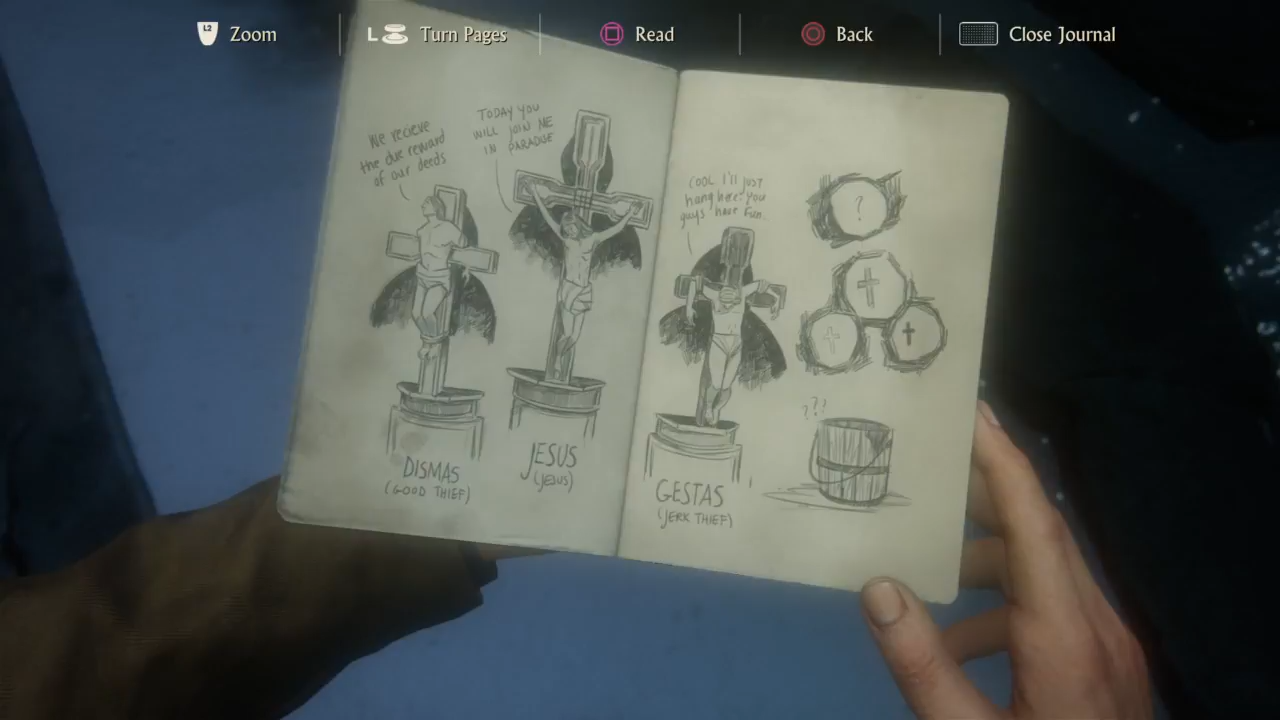 L2 Zoom
L Turn Pages
Read
Back
Close Journal
We recieve
the due reward
of our deeds
TODAY YOU
WILL JOIN ME
IN PARADISE
DISMAS
(GOOD THIEF)
JESUS
(JESUS)
COOL. I'll JUST
hang here. you
guys have fun..
GESTAS
(JERK THIEF)
?
???!